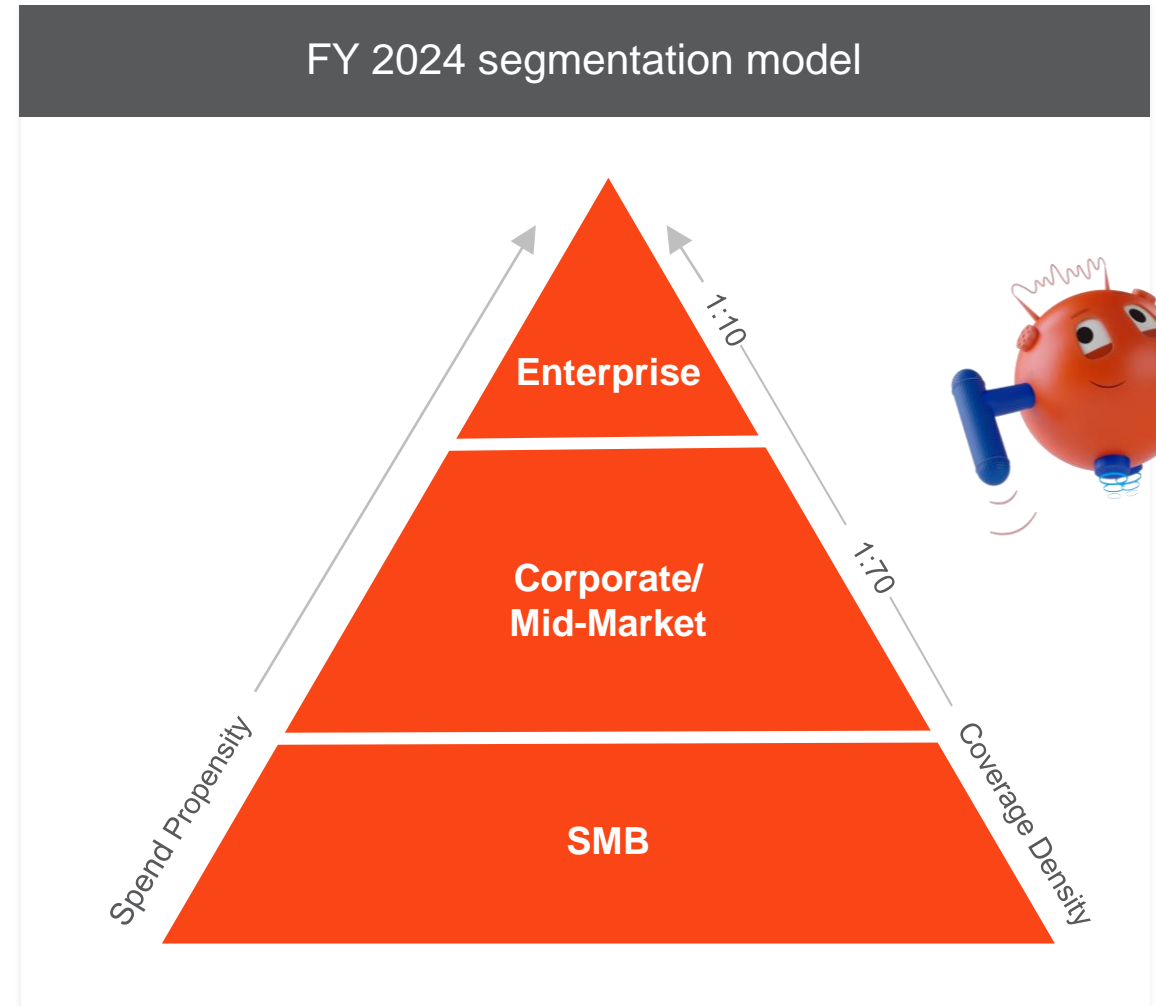 FY 2024 segmentation model
1:10
Enterprise
1:70
Corporate/
Mid-Market
Spend Propensity
Coverage Density
SMB